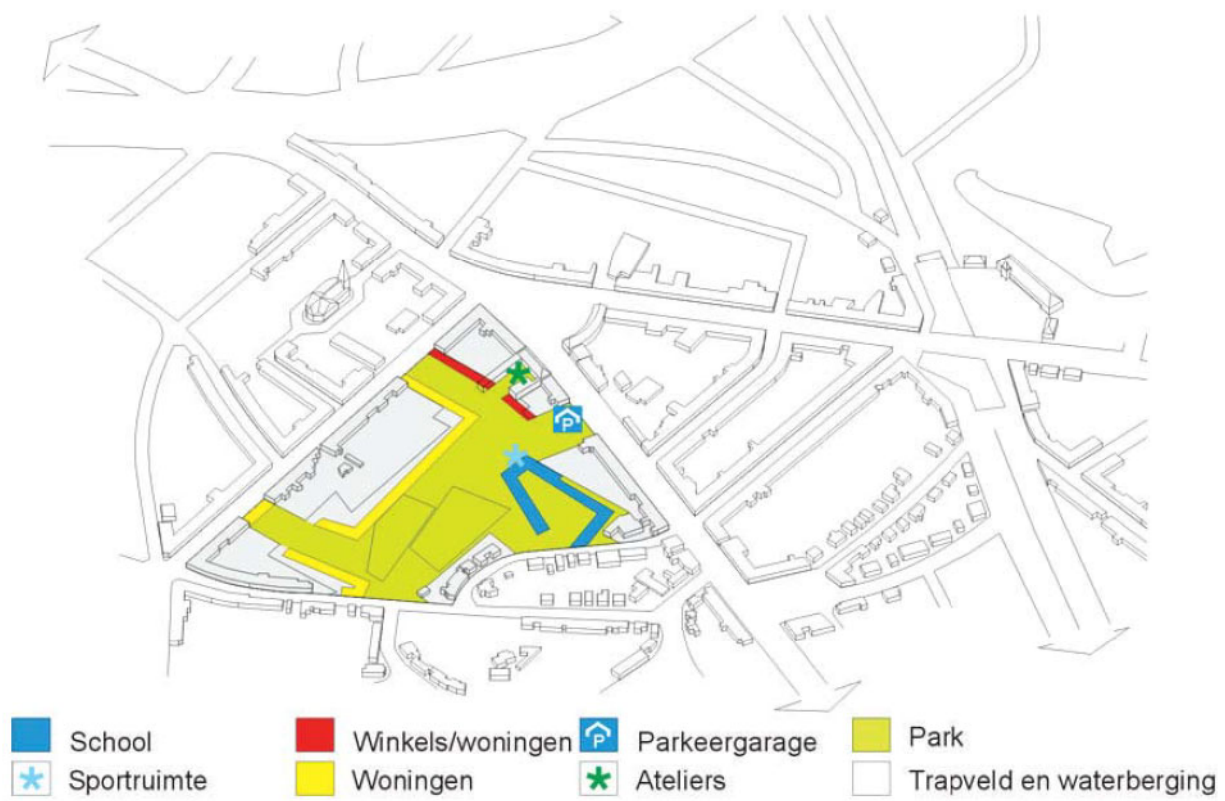 P
School
Winkels/woningen
P
Parkeergarage
Park
Sportruimte
Woningen
Ateliers
Trapveld en waterberging